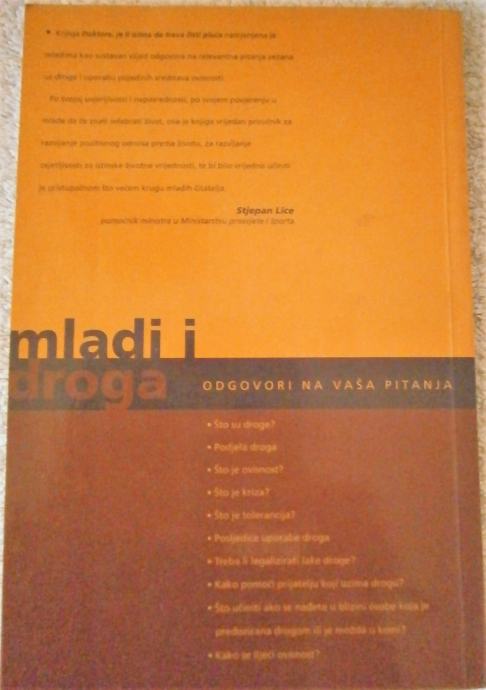 • Knjiga Doktore, je li istina da trava čisti pluća namijenjena je
mladima kao sustavan slijed odgovora na relevantna pitanja vezana
uz droge i uporabu pojedinih sredstava ovisnosti.
Po svojoj uvjerljivosti i neposrednosti, po svojem povjerenju u
mlade da će znati odabrati život, ova je knjiga vrijedan priručnik za
razvijanje pozitivnog odnosa prema životu, za razvijanje
osjetljivosti za istinske životne vrijednosti, te bi bilo vrijedno učiniti
je pristupačnom što većem krugu mladih čitatelja.
Stjepan Lice
pomoćnik ministra u Ministarstvu prosvjete i športa
mladi i
droga
ODGOVORI NA VAŠA PITANJA
• Što su droge?
• Podjela droga
• Što je ovisnost?
• Što je kriza?
• Što je tolerancija?
• Posljedice uporabe droga
• Treba li legalizirati lake droge?
• Kako pomoći prijatelju koji uzima drogu?
• Što učiniti ako se nađete u blizini osobe koja je
predozirana drogom ili je možda u komi?
• Kako se liječi ovisnost?